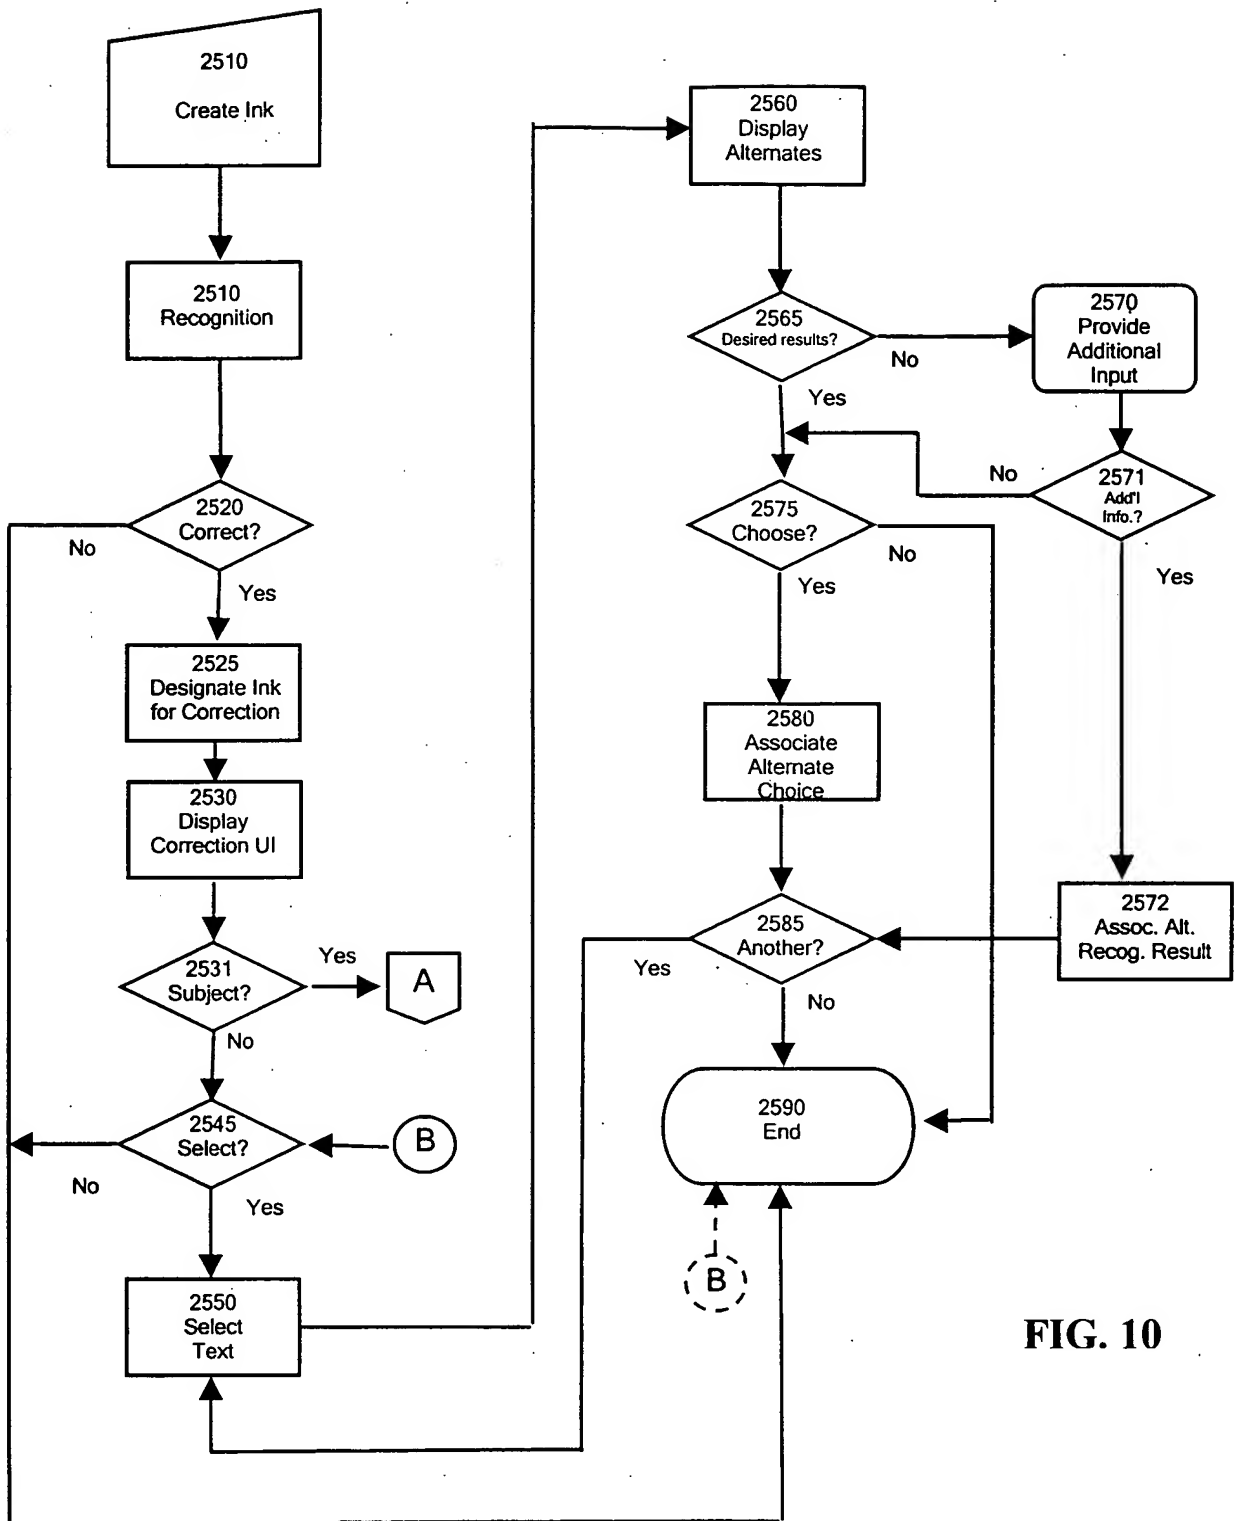 2510
Create Ink
2510
Recognition
2520
Correct?
No
Yes
2525
Designate Ink
for Correction
2530
Display
Correction UI
2531
Subject?
Yes
A
No
2545
Select?
B
No
Yes
2550
Select
Text
2560
Display
Alternates
2565
Desired results?
No
Yes
2570
Provide
Additional
Input
2571
Add'l
Info.?
No
Yes
2575
Choose?
No
Yes
2580
Associate
Alternate
Choice
2572
Assoc. Alt.
Recog. Result
2585
Another?
Yes
No
2590
End
B
FIG. 10